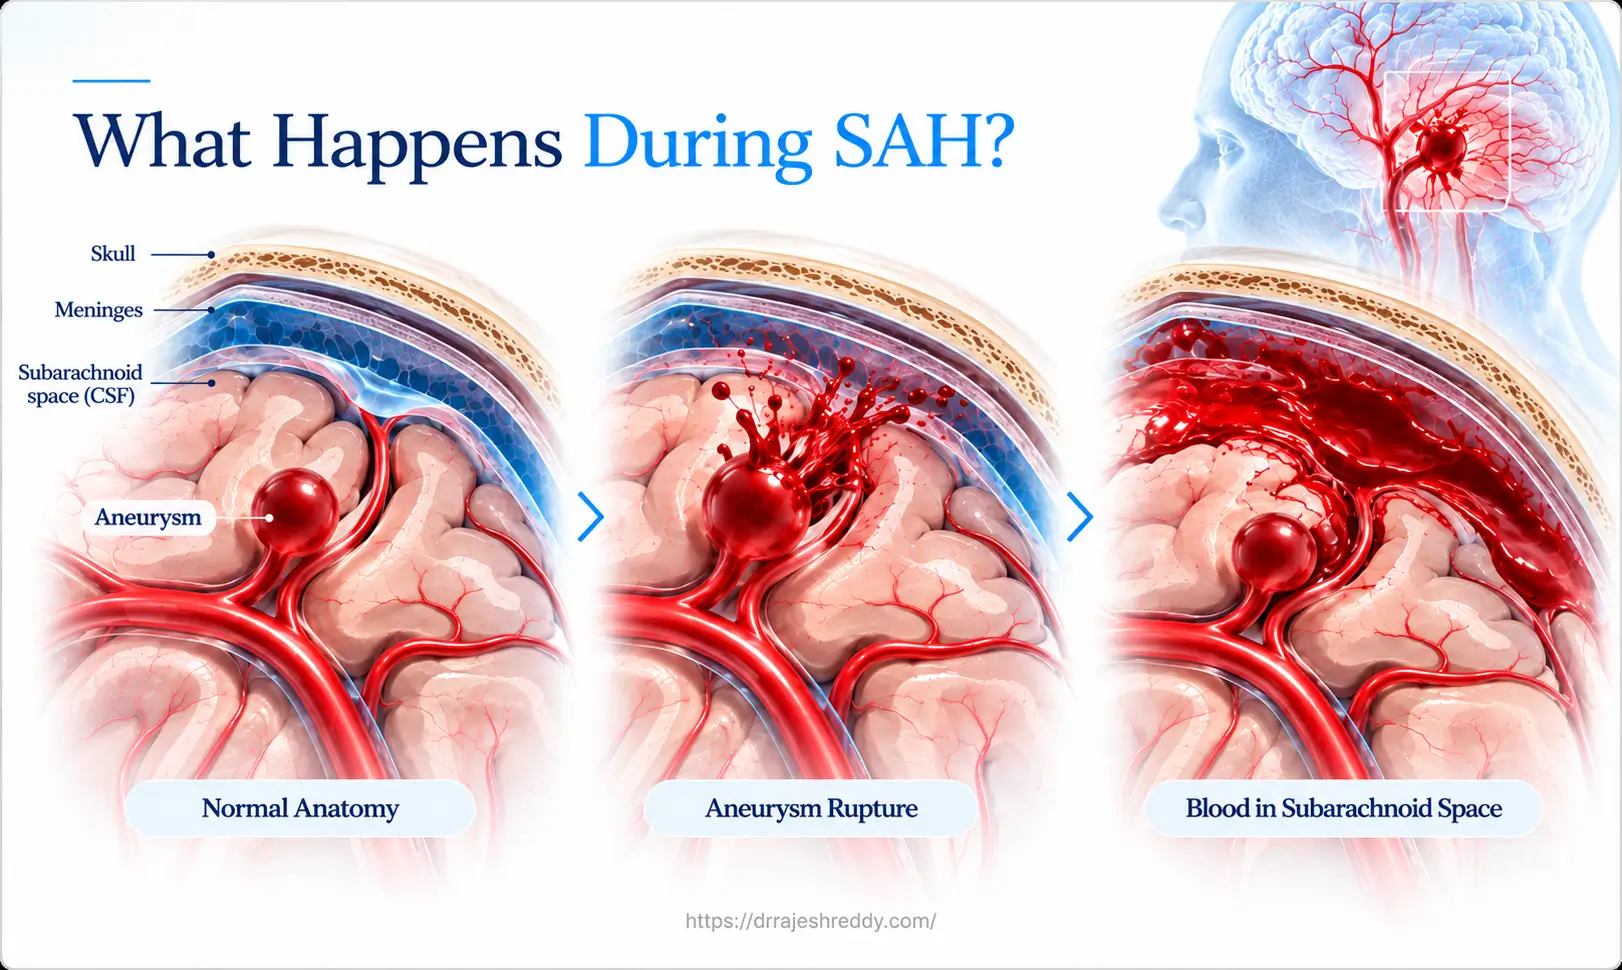 What Happens During SAH?
Skull
Meninges
Subarachnoid
space (CSF)
Aneurysm
Normal Anatomy
Aneurysm Rupture
Blood in Subarachnoid Space
https://drrajeshreddy.com/